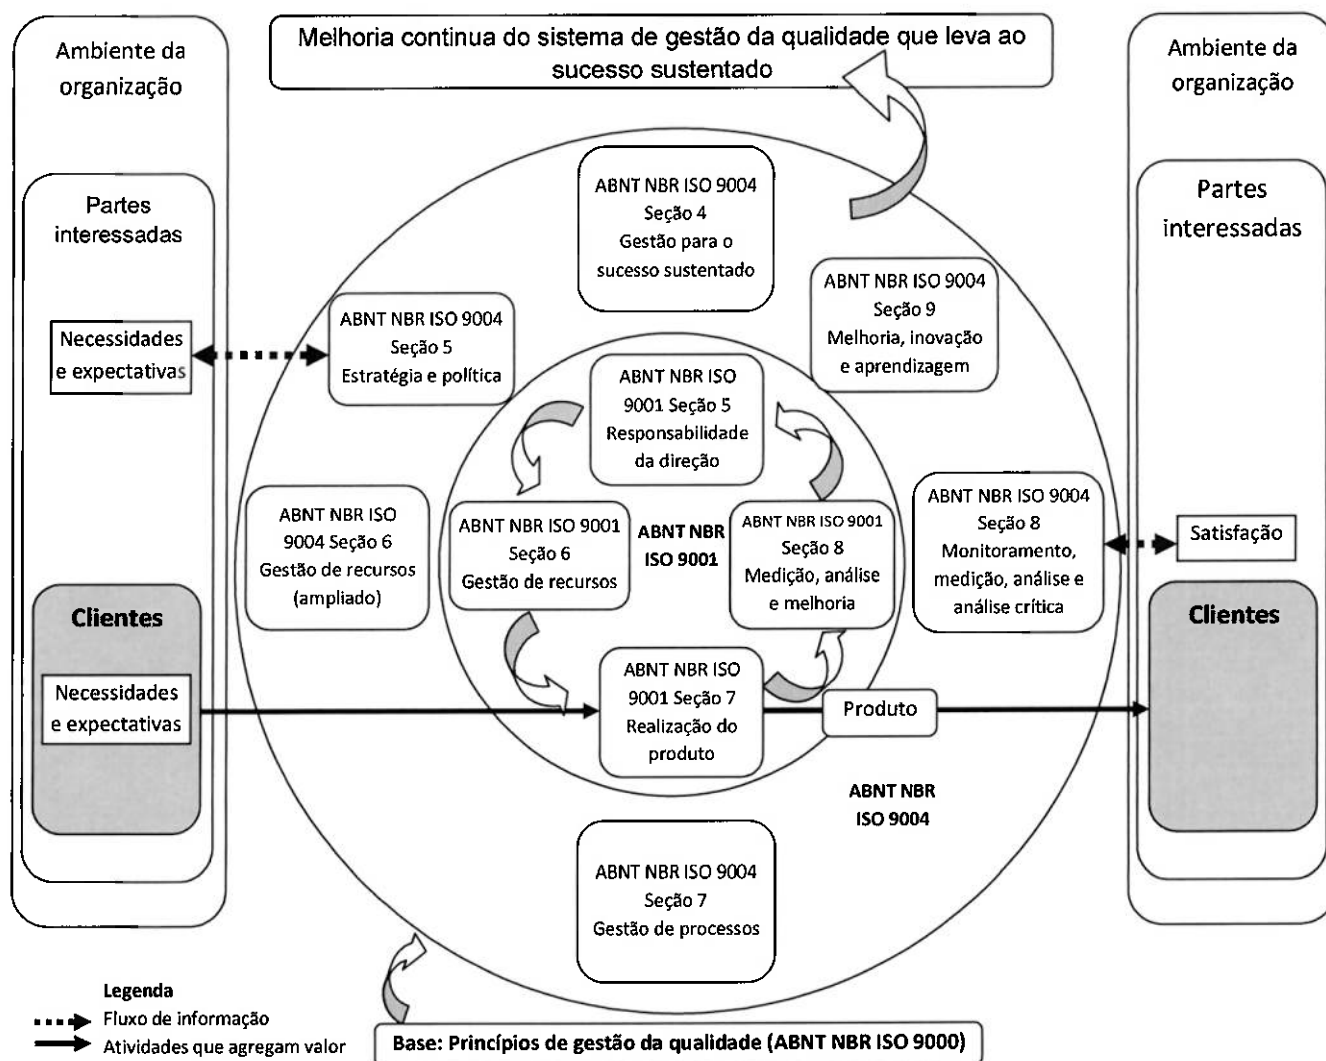 Melhoria continua do sistema de gestão da qualidade que leva ao
sucesso sustentado
Ambiente da
organização
Partes
interessadas
Necessidades
e expectativas
Clientes
Necessidades
e expectativas
ABNT NBR ISO 9004
Seção 4
Gestão para o
sucesso sustentado
ABNT NBR ISO 9004
Seção 5
Estratégia e política
ABNT NBR ISO 9004
Seção 9
Melhoria, inovação
e aprendizagem
ABNT NBR ISO
9001 Seção 5
Responsabilidade
da direção
ABNT NBR ISO
9004 Seção 6
Gestão de recursos
(ampliado)
ABNT NBR ISO 9001
Seção 6
Gestão de recursos
ABNT NBR
ISO 9001
ABNT NBR ISO 9001
Seção 8
Medição, análise
e melhoria
ABNT NBR ISO 9004
Seção 8
Monitoramento,
medição, análise e
análise crítica
ABNT NBR ISO
9001 Seção 7
Realização do
produto
Produto
ABNT NBR
ISO 9004
ABNT NBR ISO 9004
Seção 7
Gestão de processos
Ambiente da
organização
Partes
interessadas
Satisfação
Clientes
Legenda
Fluxo de informação
Atividades que agregam valor
Base: Princípios de gestão da qualidade (ABNT NBR ISO 9000)